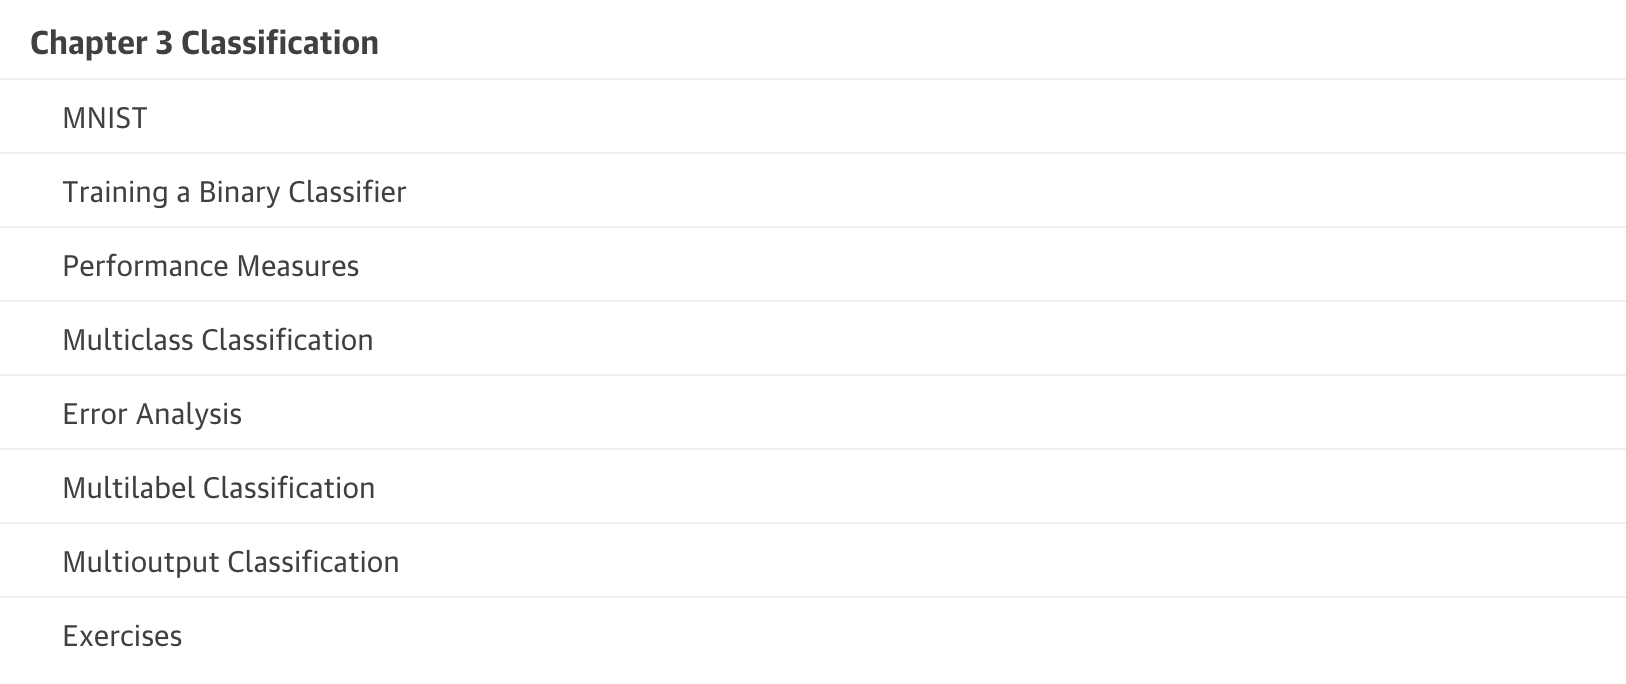 Chapter 3 Classification
MNIST
Training a Binary Classifier
Performance Measures
Multiclass Classification
Error Analysis
Multilabel Classification
Multioutput Classification
Exercises